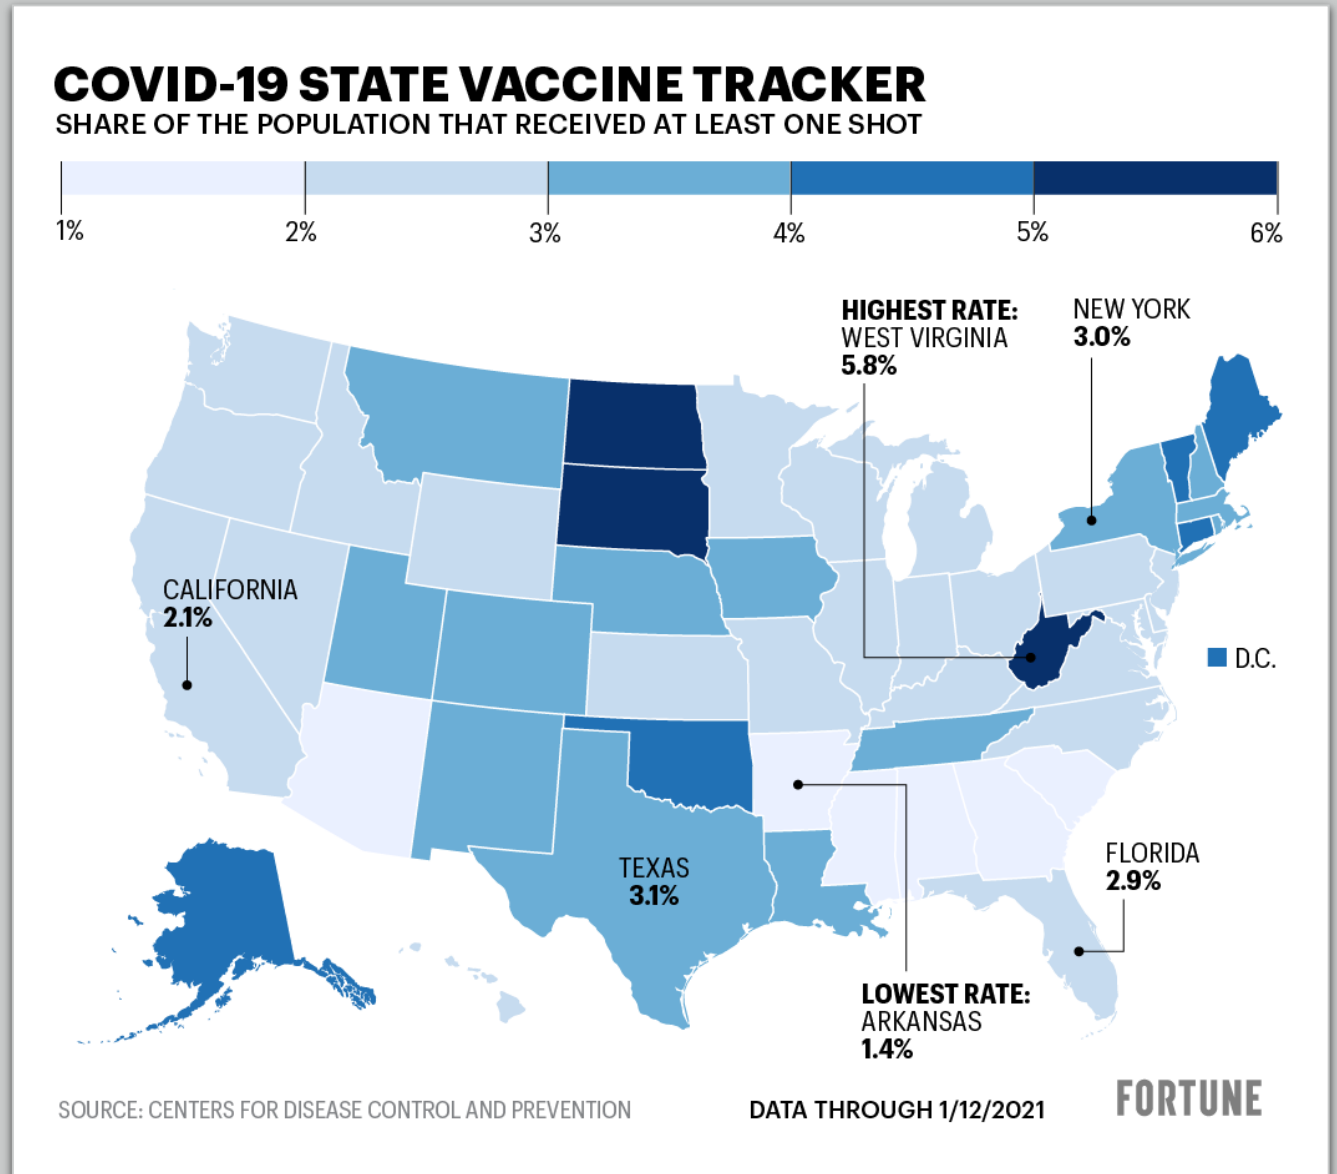 COVID-19 STATE VACCINE TRACKER
SHARE OF THE POPULATION THAT RECEIVED AT LEAST ONE SHOT
1% 2% 3% 4% 5% 6%
HIGHEST RATE:
WEST VIRGINIA
5.8%
NEW YORK
3.0%
CALIFORNIA
2.1%
D.C.
TEXAS
3.1%
FLORIDA
2.9%
LOWEST RATE:
ARKANSAS
1.4%
SOURCE: CENTERS FOR DISEASE CONTROL AND PREVENTION
DATA THROUGH 1/12/2021
FORTUNE